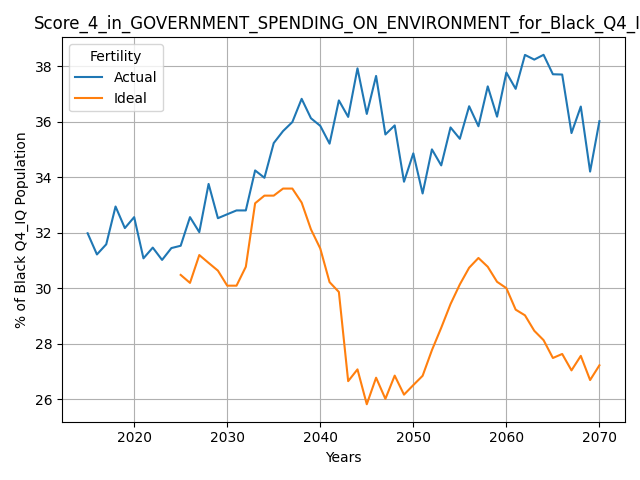 Score_4_in_GOVERNMENT_SPENDING_ON_ENVIRONMENT_for_Black_Q4_I
Fertility
Actual
Ideal
% of Black Q4_IQ Population
38
36
34
32
30
28
26
2020 2030 2040 2050 2060 2070
Years